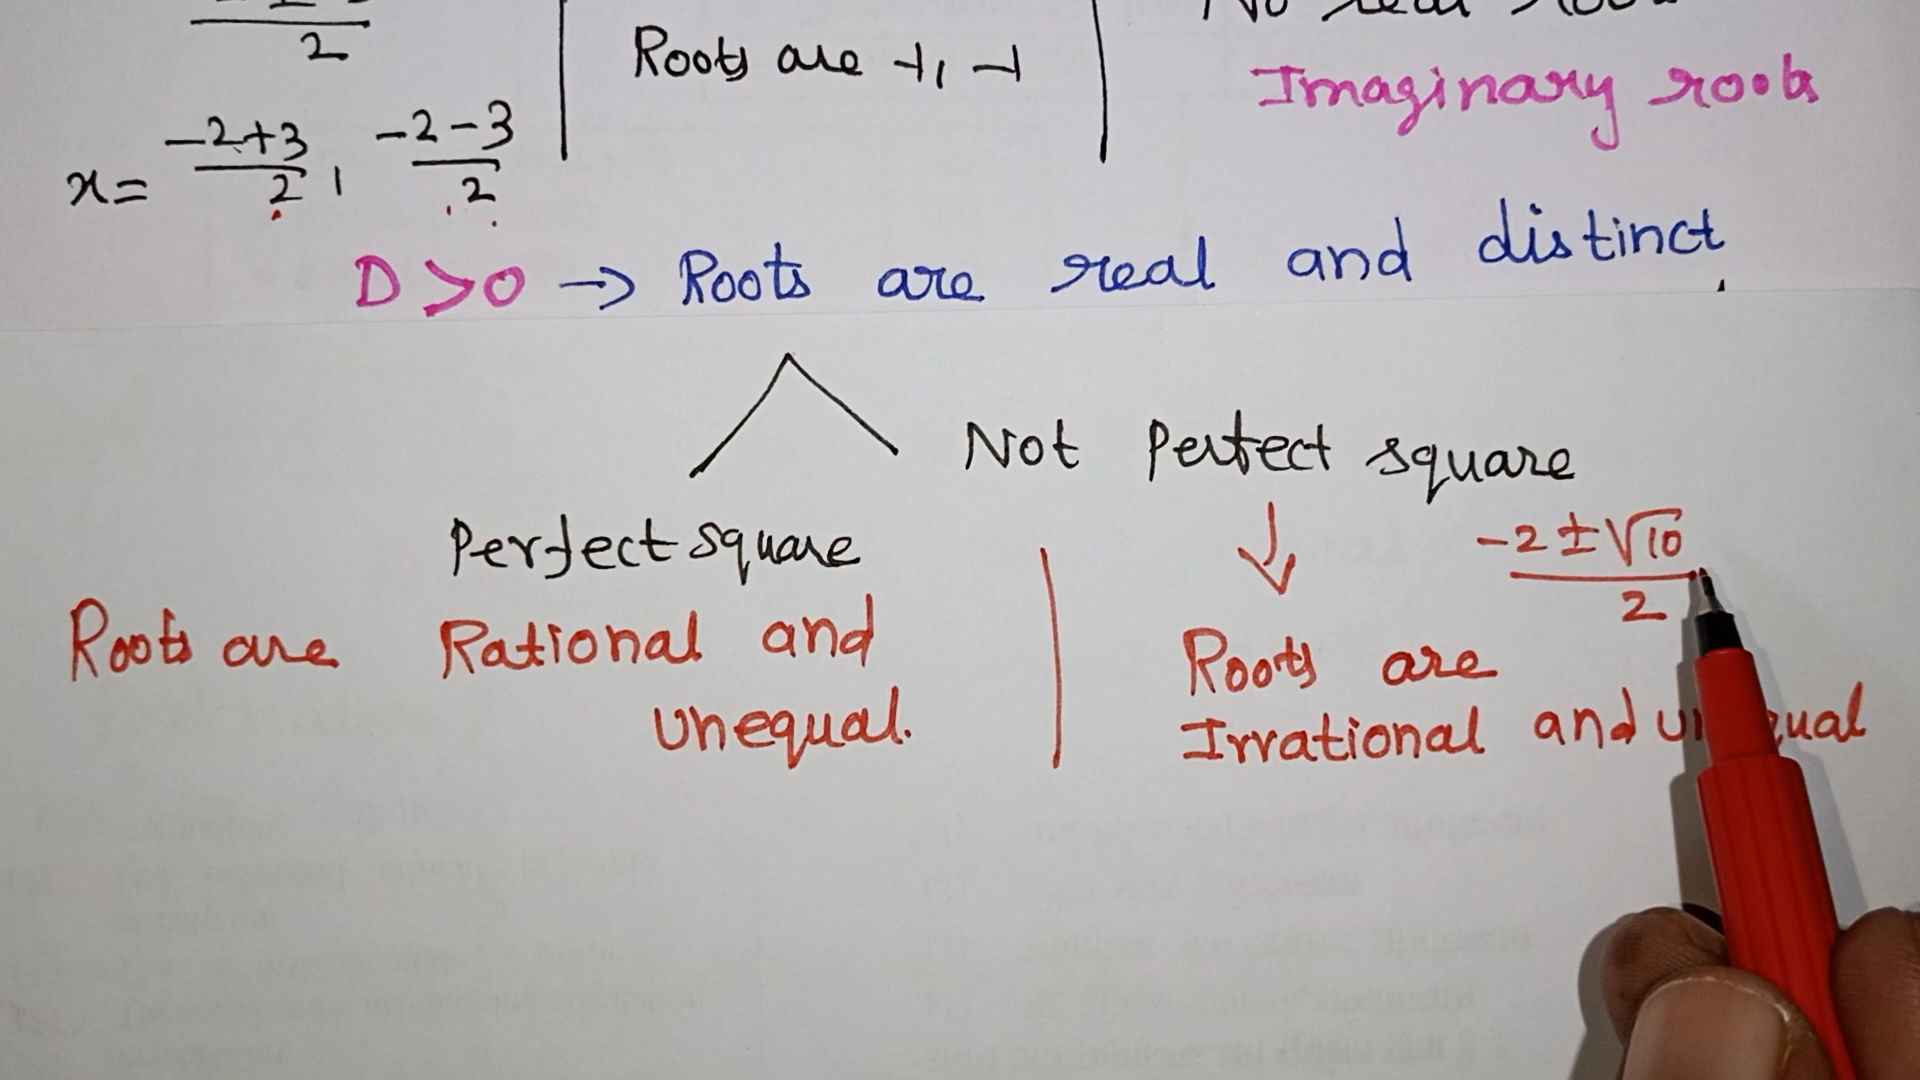 2
Roots are -1, -1
Imaginary roots
x = -2+3/2 , -2-3/2
D>0 → Roots are real and distinct
Not Perfect square
Perfect square
-2±√10/2
Roots are Rational and
unequal.
Roots are
Irrational and